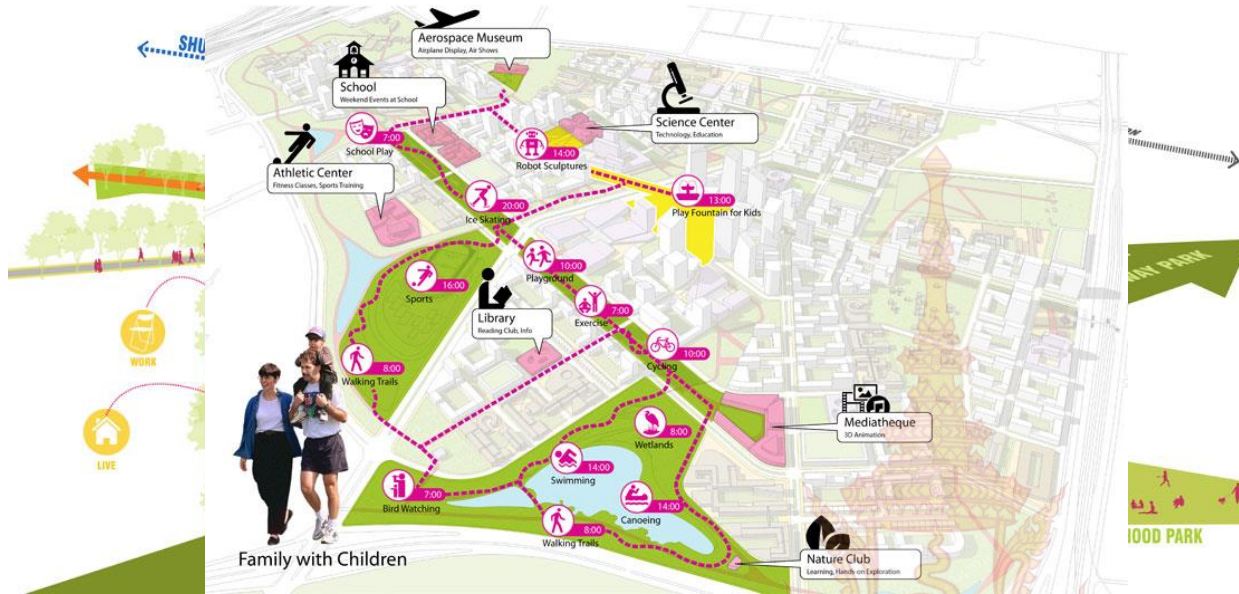 SHU
Aerospace Museum
Airplane Display, Air Shows
School
Weekend Events at School
Science Center
Technology, Education
7:00
School Play
14:00
Robot Sculptures
Athletic Center
Fitness Classes, Sports Training
20:00
Ice Skating
13:00
Play Fountain for Kids
10:00
Playground
16:00
Sports
7:00
Exercise
Library
Reading Club, Info
10:00
Cycling
8:00
Walking Trails
WAY PARK
WORK
Mediatheque
3D Animation
8:00
Wetlands
LIVE
14:00
Swimming
7:00
Bird Watching
14:00
Canoeing
8:00
Walking Trails
OOD PARK
Family with Children
Nature Club
Learning, Hands-on Exploration